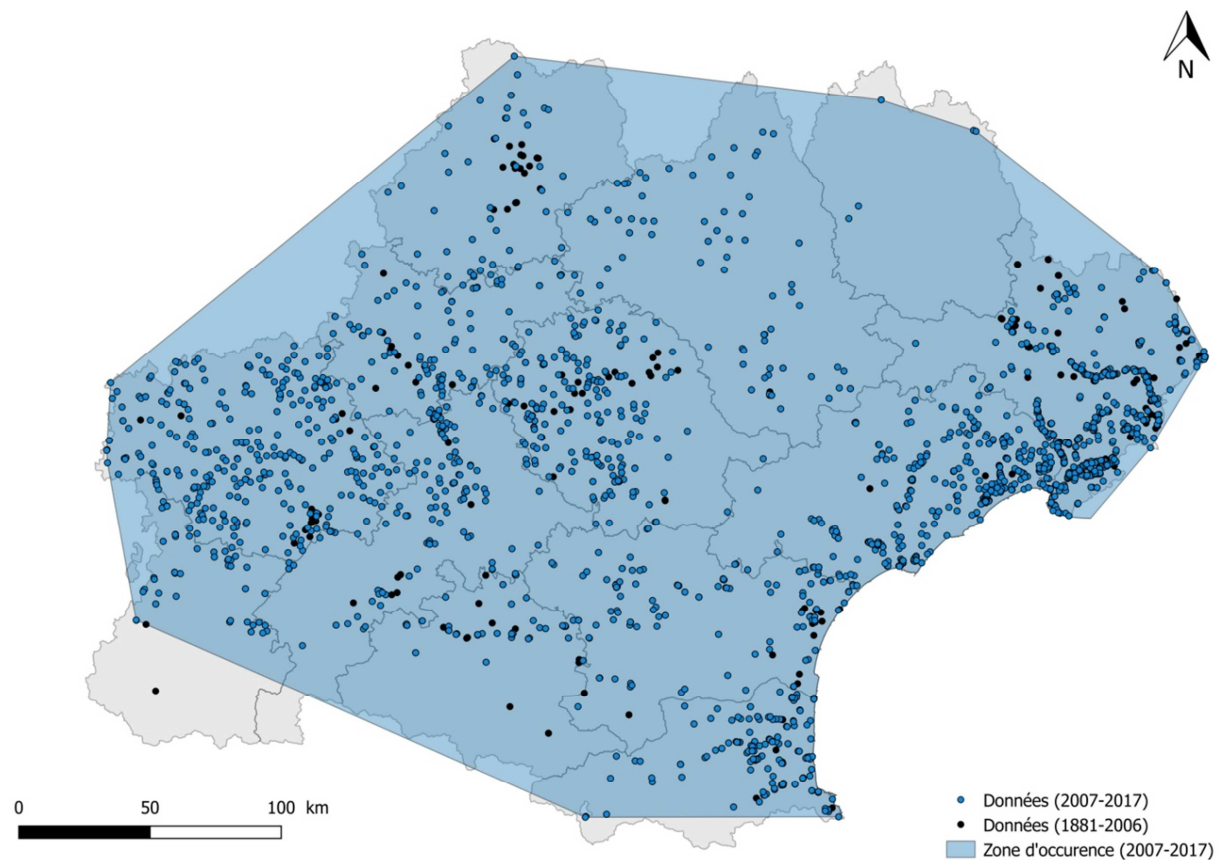 N
0 50 100 km
Données (2007-2017)
Données (1881-2006)
Zone d'occurence (2007-2017)